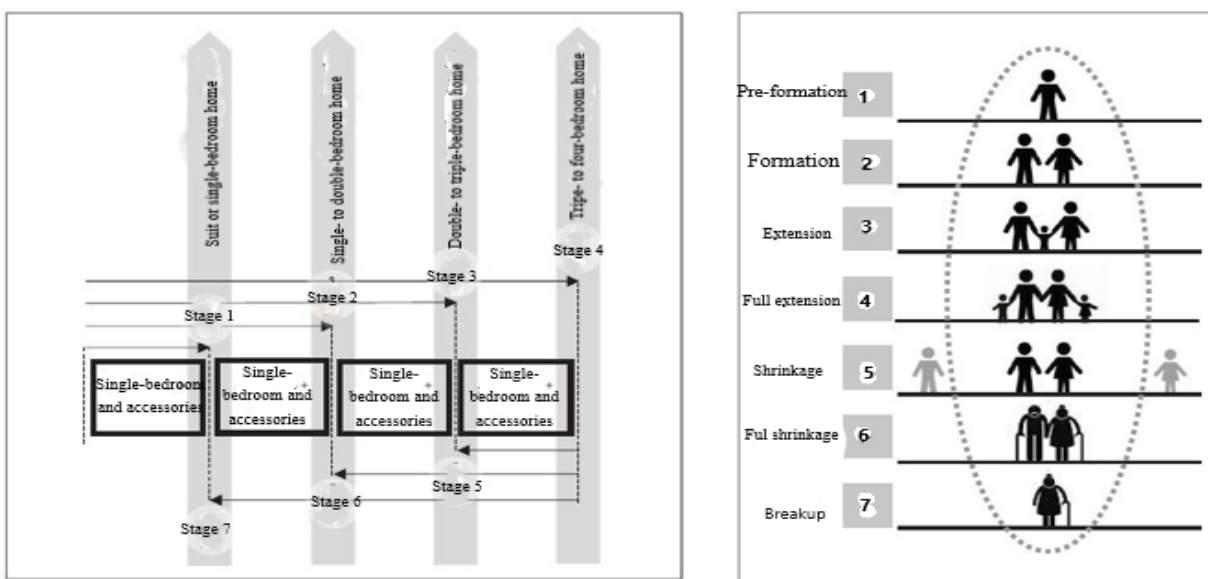 Suit or single-bedroom home
Single- to double-bedroom home
Double- to triple-bedroom home
Tripe- to four-bedroom home
Stage 4
Stage 3
Stage 2
Stage 1
Single-bedroom
and accessories
Single-
bedroom and
accessories
Single-
bedroom and
accessories
Single-
bedroom and
accessories
Stage 5
Stage 6
Stage 7
Pre-formation 1
Formation 2
Extension 3
Full extension 4
Shrinkage 5
Ful shrinkage 6
Breakup 7